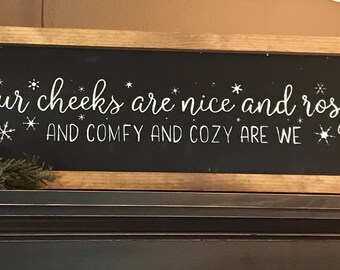 ur cheeks are nice and ros
AND COMFY AND COZY ARE WE